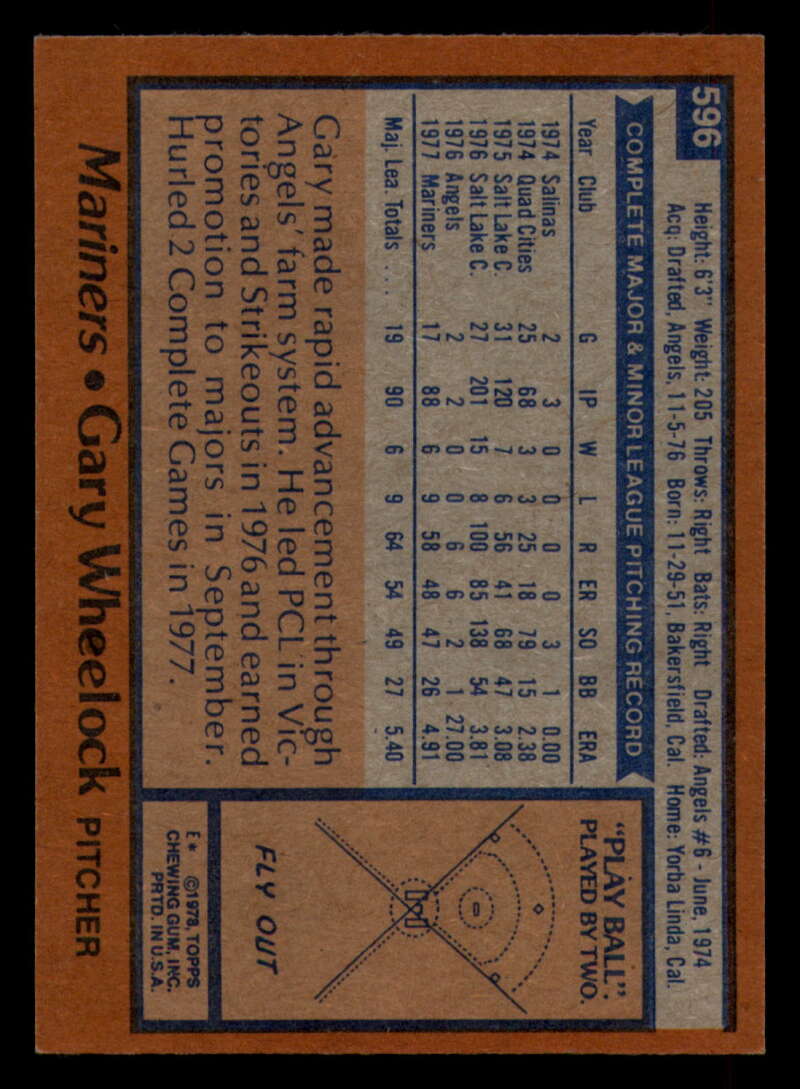 596
Height: 6'3" Weight: 205 Throws: Right Bats: Right Drafted: Angels #6 - June, 1974
Acq: Drafted, Angels, 11-5-76 Born: 11-29-51, Bakersfield, Cal. Home: Yorba Linda, Cal.
COMPLETE MAJOR & MINOR LEAGUE PITCHING RECORD
Year Club G IP W L R ER SO BB ERA
1974 Salinas 2 3 0 0 0 0 3 1 0.00
1974 Quad Cities 25 68 3 3 25 18 79 15 2.38
1975 Salt Lake C. 31 120 7 6 56 41 68 47 3.08
1976 Salt Lake C. 27 201 15 8 100 85 138 54 3.81
1976 Angels 2 2 0 0 6 6 2 1 27.00
1977 Mariners 17 88 6 9 58 48 47 26 4.91
Maj. Lea. Totals .... 19 90 6 9 64 54 49 27 5.40
Gary made rapid advancement through
Angels' farm system. He led PCL in Vic-
tories and Strikeouts in 1976 and earned
promotion to majors in September.
Hurled 2 Complete Games in 1977.
"PLAY BALL":
PLAYED BY TWO.
FLY OUT
E* ©1978, TOPPS
CHEWING GUM, INC.
PRTD. IN U.S.A.
Mariners • Gary Wheelock PITCHER